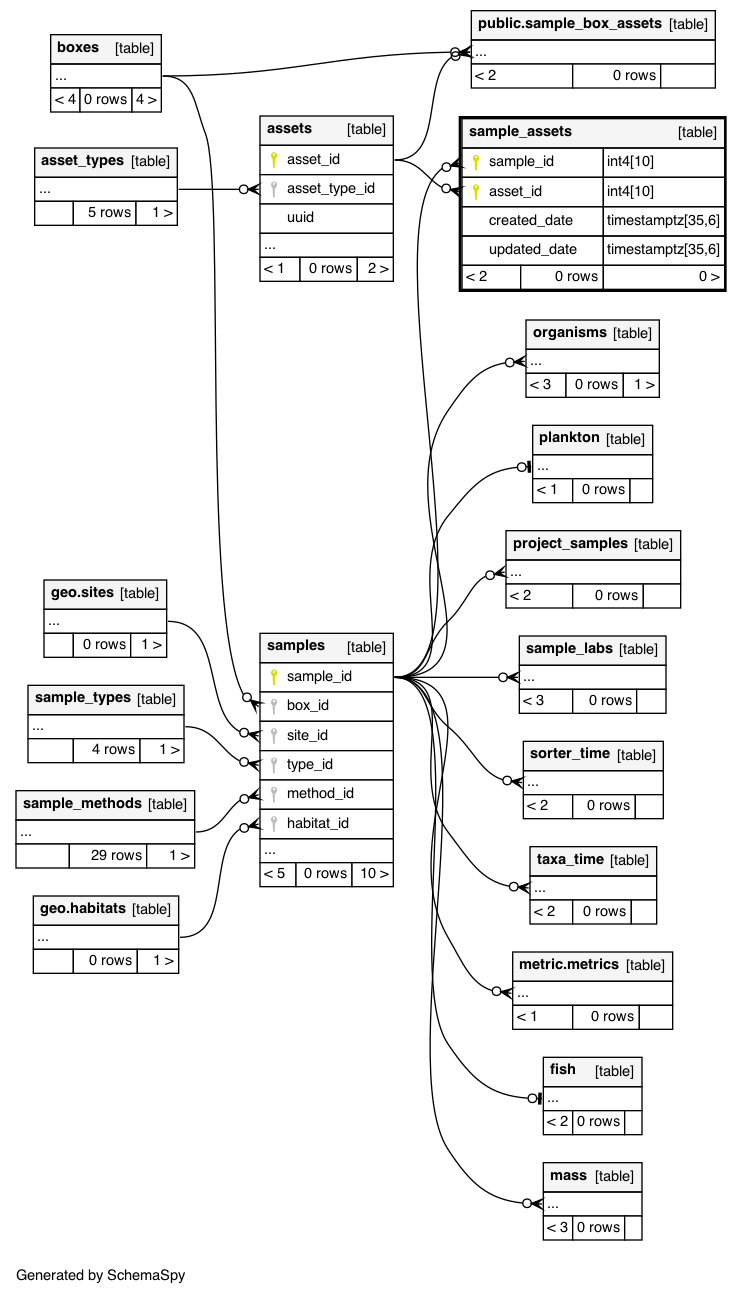 public.sample_box_assets [table]
...
< 2 0 rows
boxes [table]
...
< 4 0 rows 4 >
assets [table]
asset_id
asset_type_id
uuid
...
< 1 0 rows 2 >
sample_assets [table]
sample_id int4[10]
asset_id int4[10]
created_date timestamptz[35,6]
updated_date timestamptz[35,6]
< 2 0 rows 0 >
asset_types [table]
...
5 rows 1 >
organisms [table]
...
< 3 0 rows 1 >
plankton [table]
...
< 1 0 rows
project_samples [table]
...
< 2 0 rows
geo.sites [table]
...
0 rows 1 >
samples [table]
sample_id
box_id
site_id
type_id
method_id
habitat_id
...
< 5 0 rows 10 >
sample_labs [table]
...
< 3 0 rows
sample_types [table]
...
4 rows 1 >
sorter_time [table]
...
< 2 0 rows
sample_methods [table]
...
29 rows 1 >
taxa_time [table]
...
< 2 0 rows
geo.habitats [table]
...
0 rows 1 >
metric.metrics [table]
...
< 1 0 rows
fish [table]
...
< 2 0 rows
mass [table]
...
< 3 0 rows
Generated by SchemaSpy